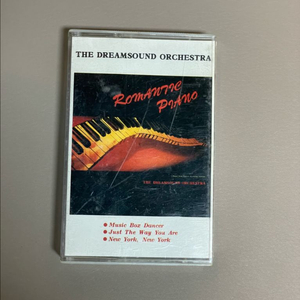 THE DREAMSOUND ORCHESTRA
ROMANTIC
PIANO
THE DREAMSOUND ORCHESTRA
Music Box Dancer
Just The Way You Are
New York, New York